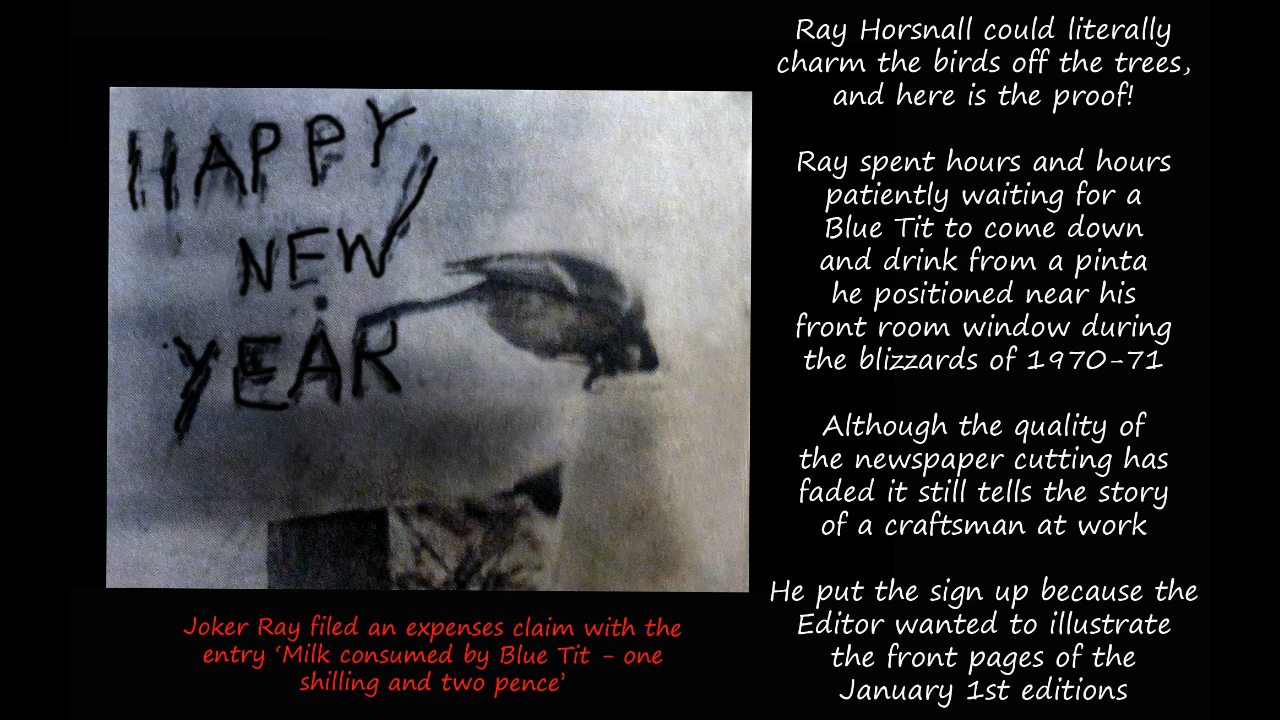 HAPPY
NEW
YEAR
Joker Ray filed an expenses claim with the
entry ‘Milk consumed by Blue Tit - one
shilling and two pence’
Ray Horsnall could literally
charm the birds off the trees,
and here is the proof!
Ray spent hours and hours
patiently waiting for a
Blue Tit to come down
and drink from a pinta
he positioned near his
front room window during
the blizzards of 1970-71
Although the quality of
the newspaper cutting has
faded it still tells the story
of a craftsman at work
He put the sign up because the
Editor wanted to illustrate
the front pages of the
January 1st editions